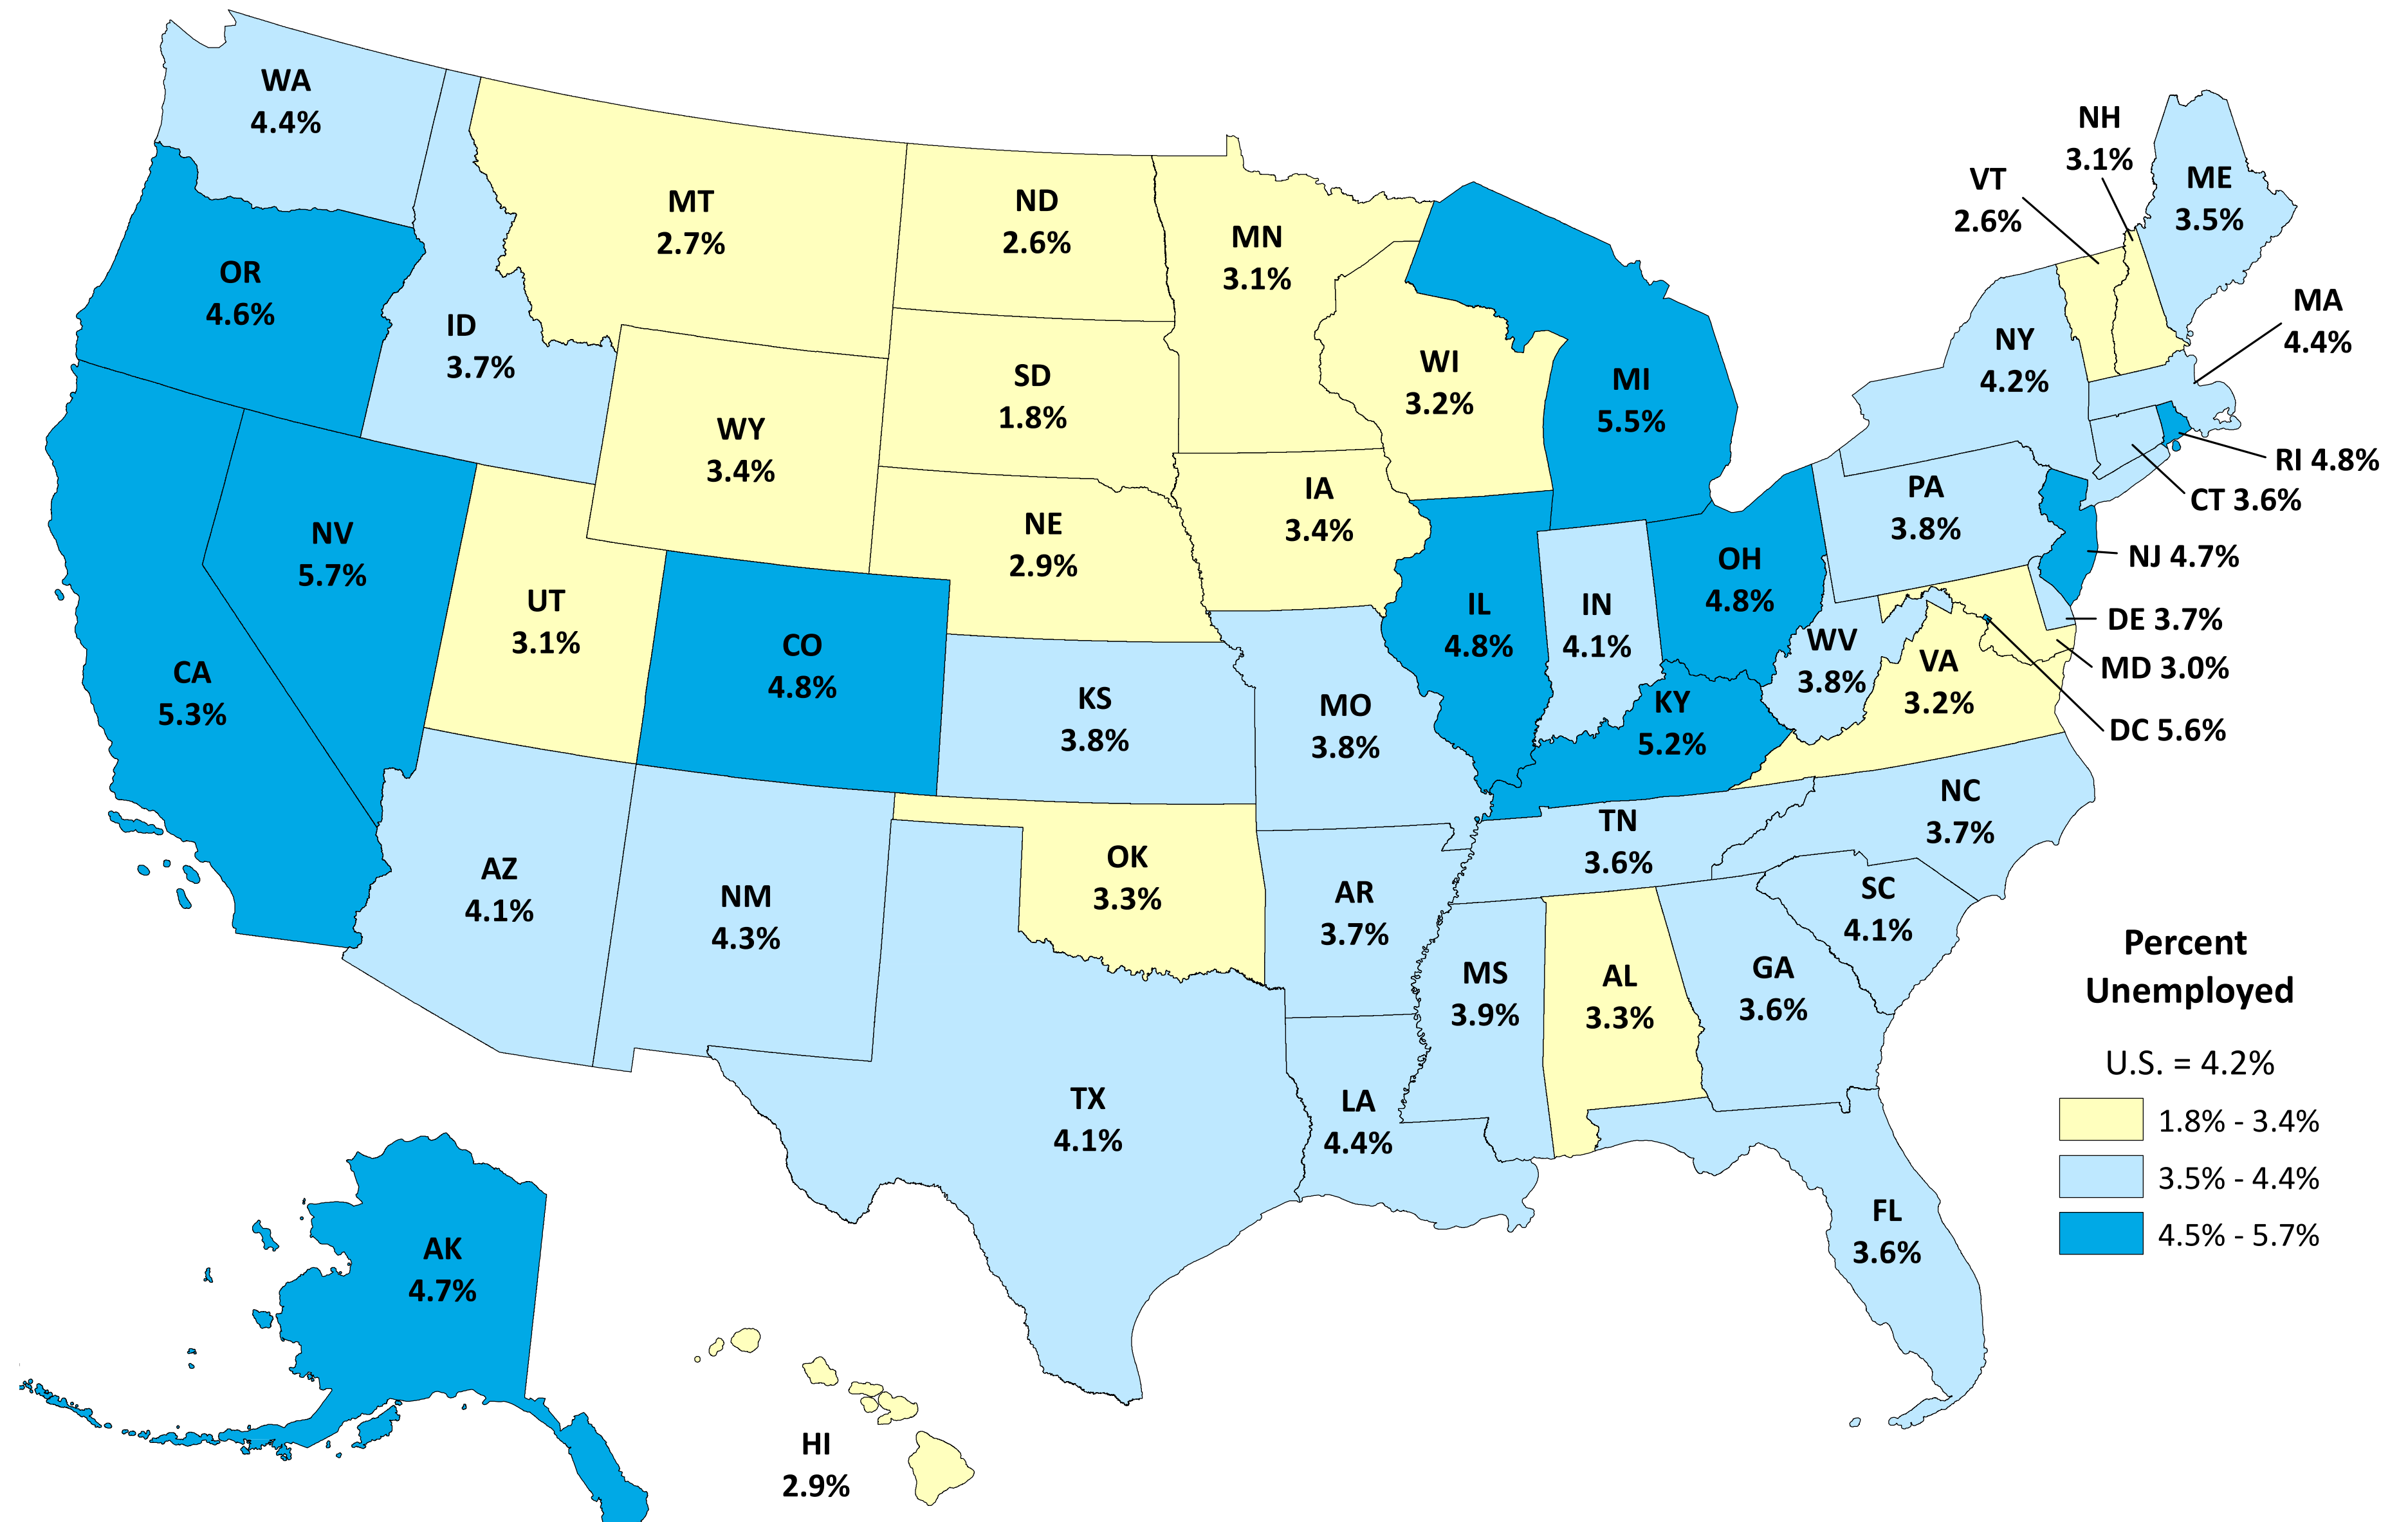 WA
4.4%
OR
4.6%
CA
5.3%
NV
5.7%
ID
3.7%
MT
2.7%
WY
3.4%
UT
3.1%
CO
4.8%
AZ
4.1%
NM
4.3%
ND
2.6%
SD
1.8%
NE
2.9%
KS
3.8%
OK
3.3%
TX
4.1%
MN
3.1%
IA
3.4%
MO
3.8%
AR
3.7%
LA
4.4%
WI
3.2%
IL
4.8%
MI
5.5%
IN
4.1%
OH
4.8%
KY
5.2%
TN
3.6%
MS
3.9%
AL
3.3%
GA
3.6%
FL
3.6%
SC
4.1%
NC
3.7%
VA
3.2%
WV
3.8%
PA
3.8%
NY
4.2%
VT
2.6%
NH
3.1%
ME
3.5%
MA
4.4%
RI 4.8%
CT 3.6%
NJ 4.7%
DE 3.7%
MD 3.0%
DC 5.6%
AK
4.7%
HI
2.9%
Percent
Unemployed
U.S. = 4.2%
1.8% - 3.4%
3.5% - 4.4%
4.5% - 5.7%